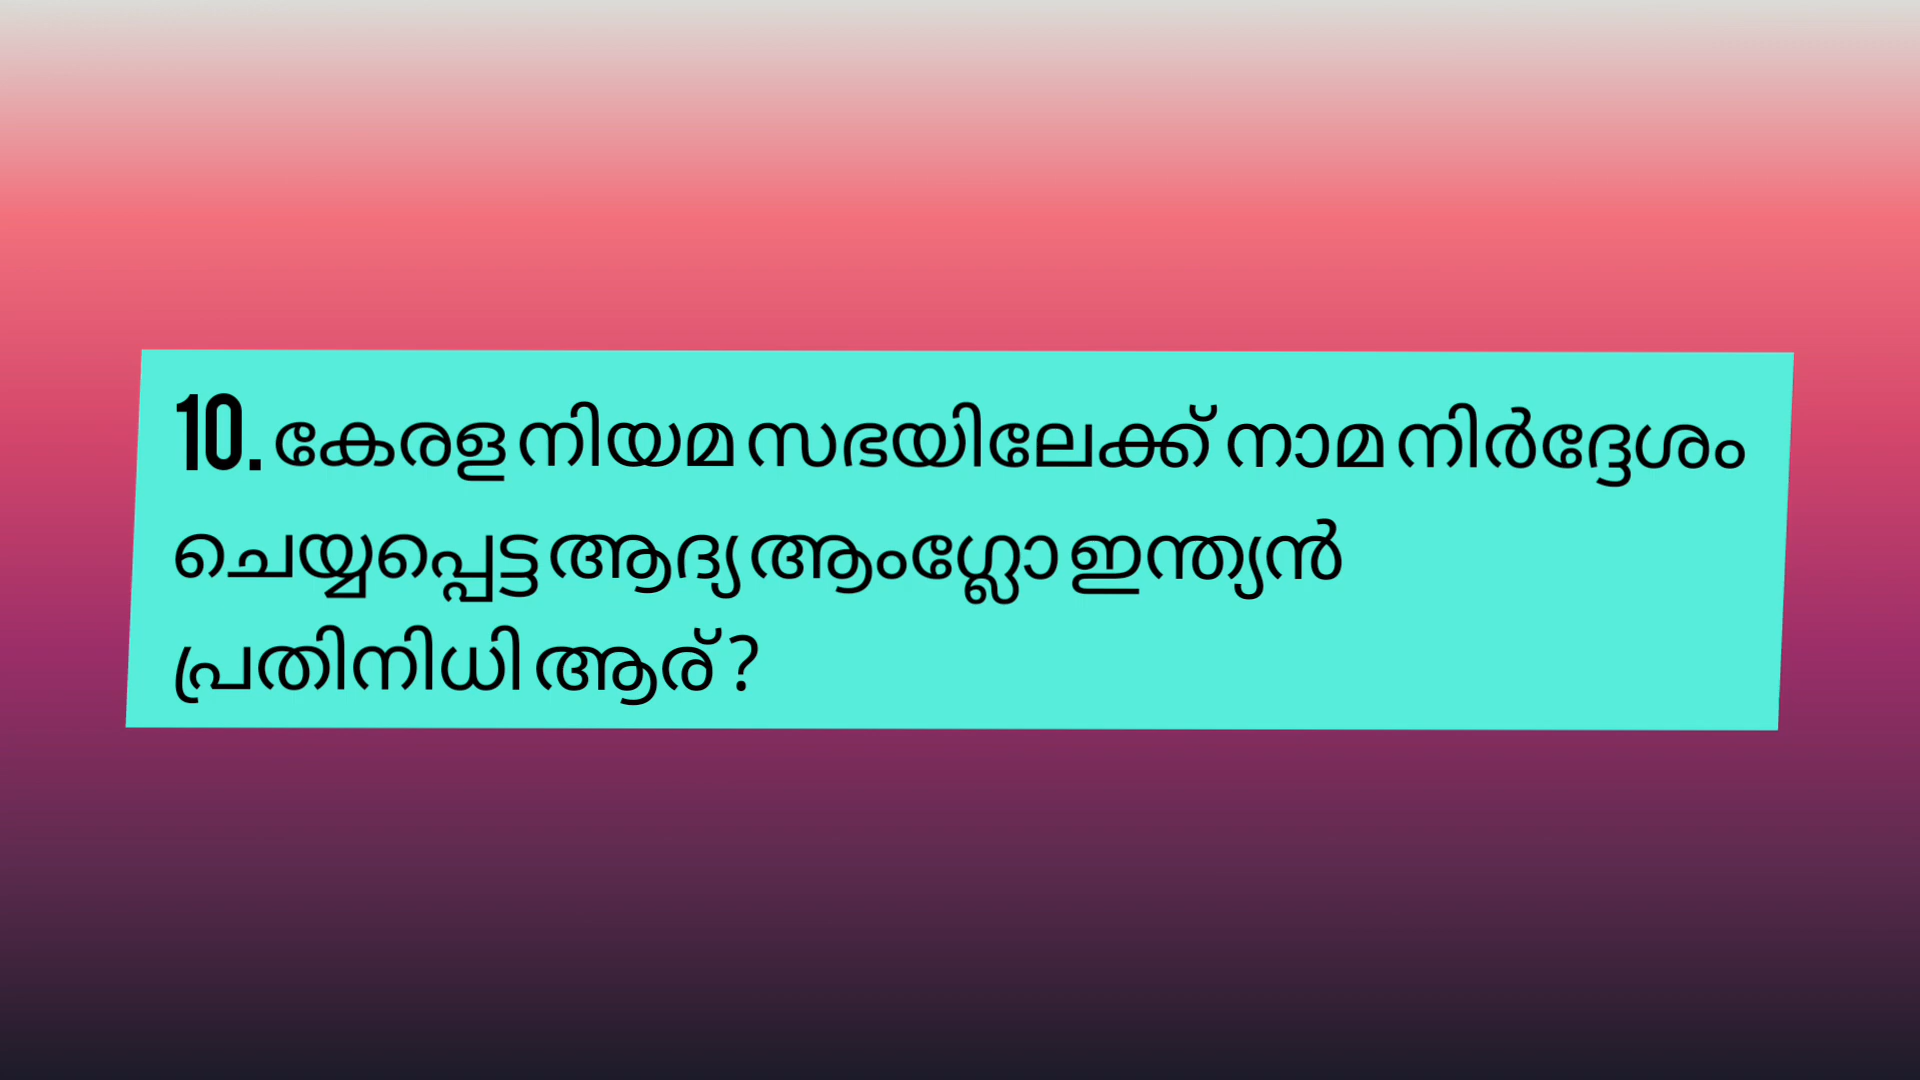 10. കേരള നിയമ സഭയിലേക്ക് നാമ നിർദ്ദേശം
ചെയ്യപ്പെട്ട ആദ്യ ആംഗ്ലോ ഇന്ത്യൻ
പ്രതിനിധി ആര് ?